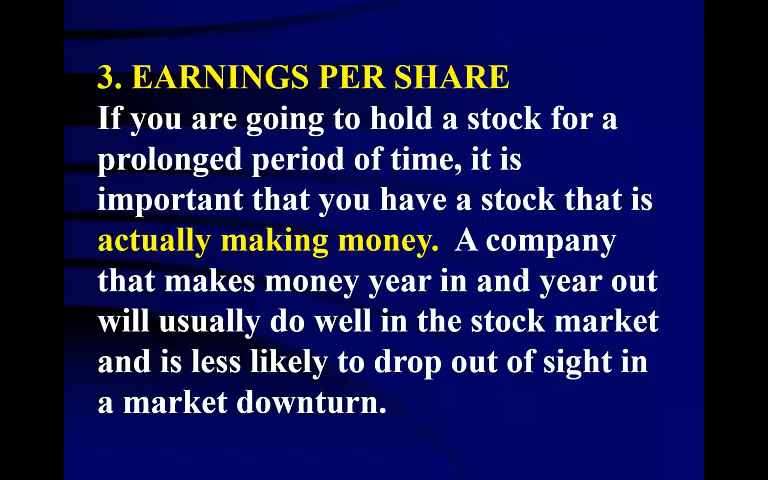 3. EARNINGS PER SHARE
If you are going to hold a stock for a
prolonged period of time, it is
important that you have a stock that is
actually making money.  A company
that makes money year in and year out
will usually do well in the stock market
and is less likely to drop out of sight in
a market downturn.